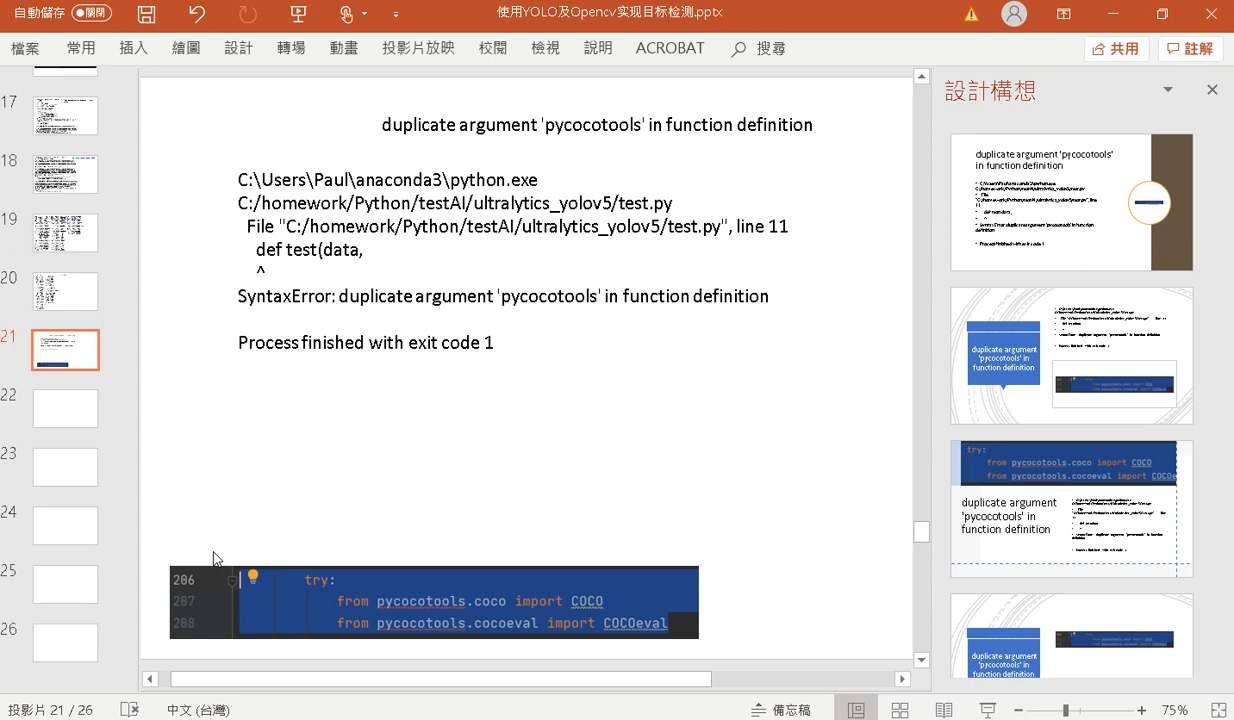 自動儲存 關閉
使用YOLO及Opencv实现目标检测.pptx
檔案 常用 插入 繪圖 設計 轉場 動畫 投影片放映 校閱 檢視 說明 ACROBAT 搜尋 共用 註解
17
18
19
20
21
22
23
24
25
26
duplicate argument 'pycocotools' in function definition
C:\Users\Paul\anaconda3\python.exe
C:/homework/Python/testAI/ultralytics_yolov5/test.py
File "C:/homework/Python/testAI/ultralytics_yolov5/test.py", line 11
def test(data,
^
SyntaxError: duplicate argument 'pycocotools' in function definition
Process finished with exit code 1
206 try:
207 from pycocotools.coco import COCO
208 from pycocotools.cocoeval import COCOeval
設計構想
duplicate argument 'pycocotools'
in function definition
duplicate argument
'pycocotools' in
function definition
try:
from pycocotools.coco import COCO
from pycocotools.cocoeval import COCOe
duplicate argument
'pycocotools' in
function definition
duplicate argument
'pycocotools' in
function definition
投影片 21 / 26 中文 (台灣) 備忘稿 75%